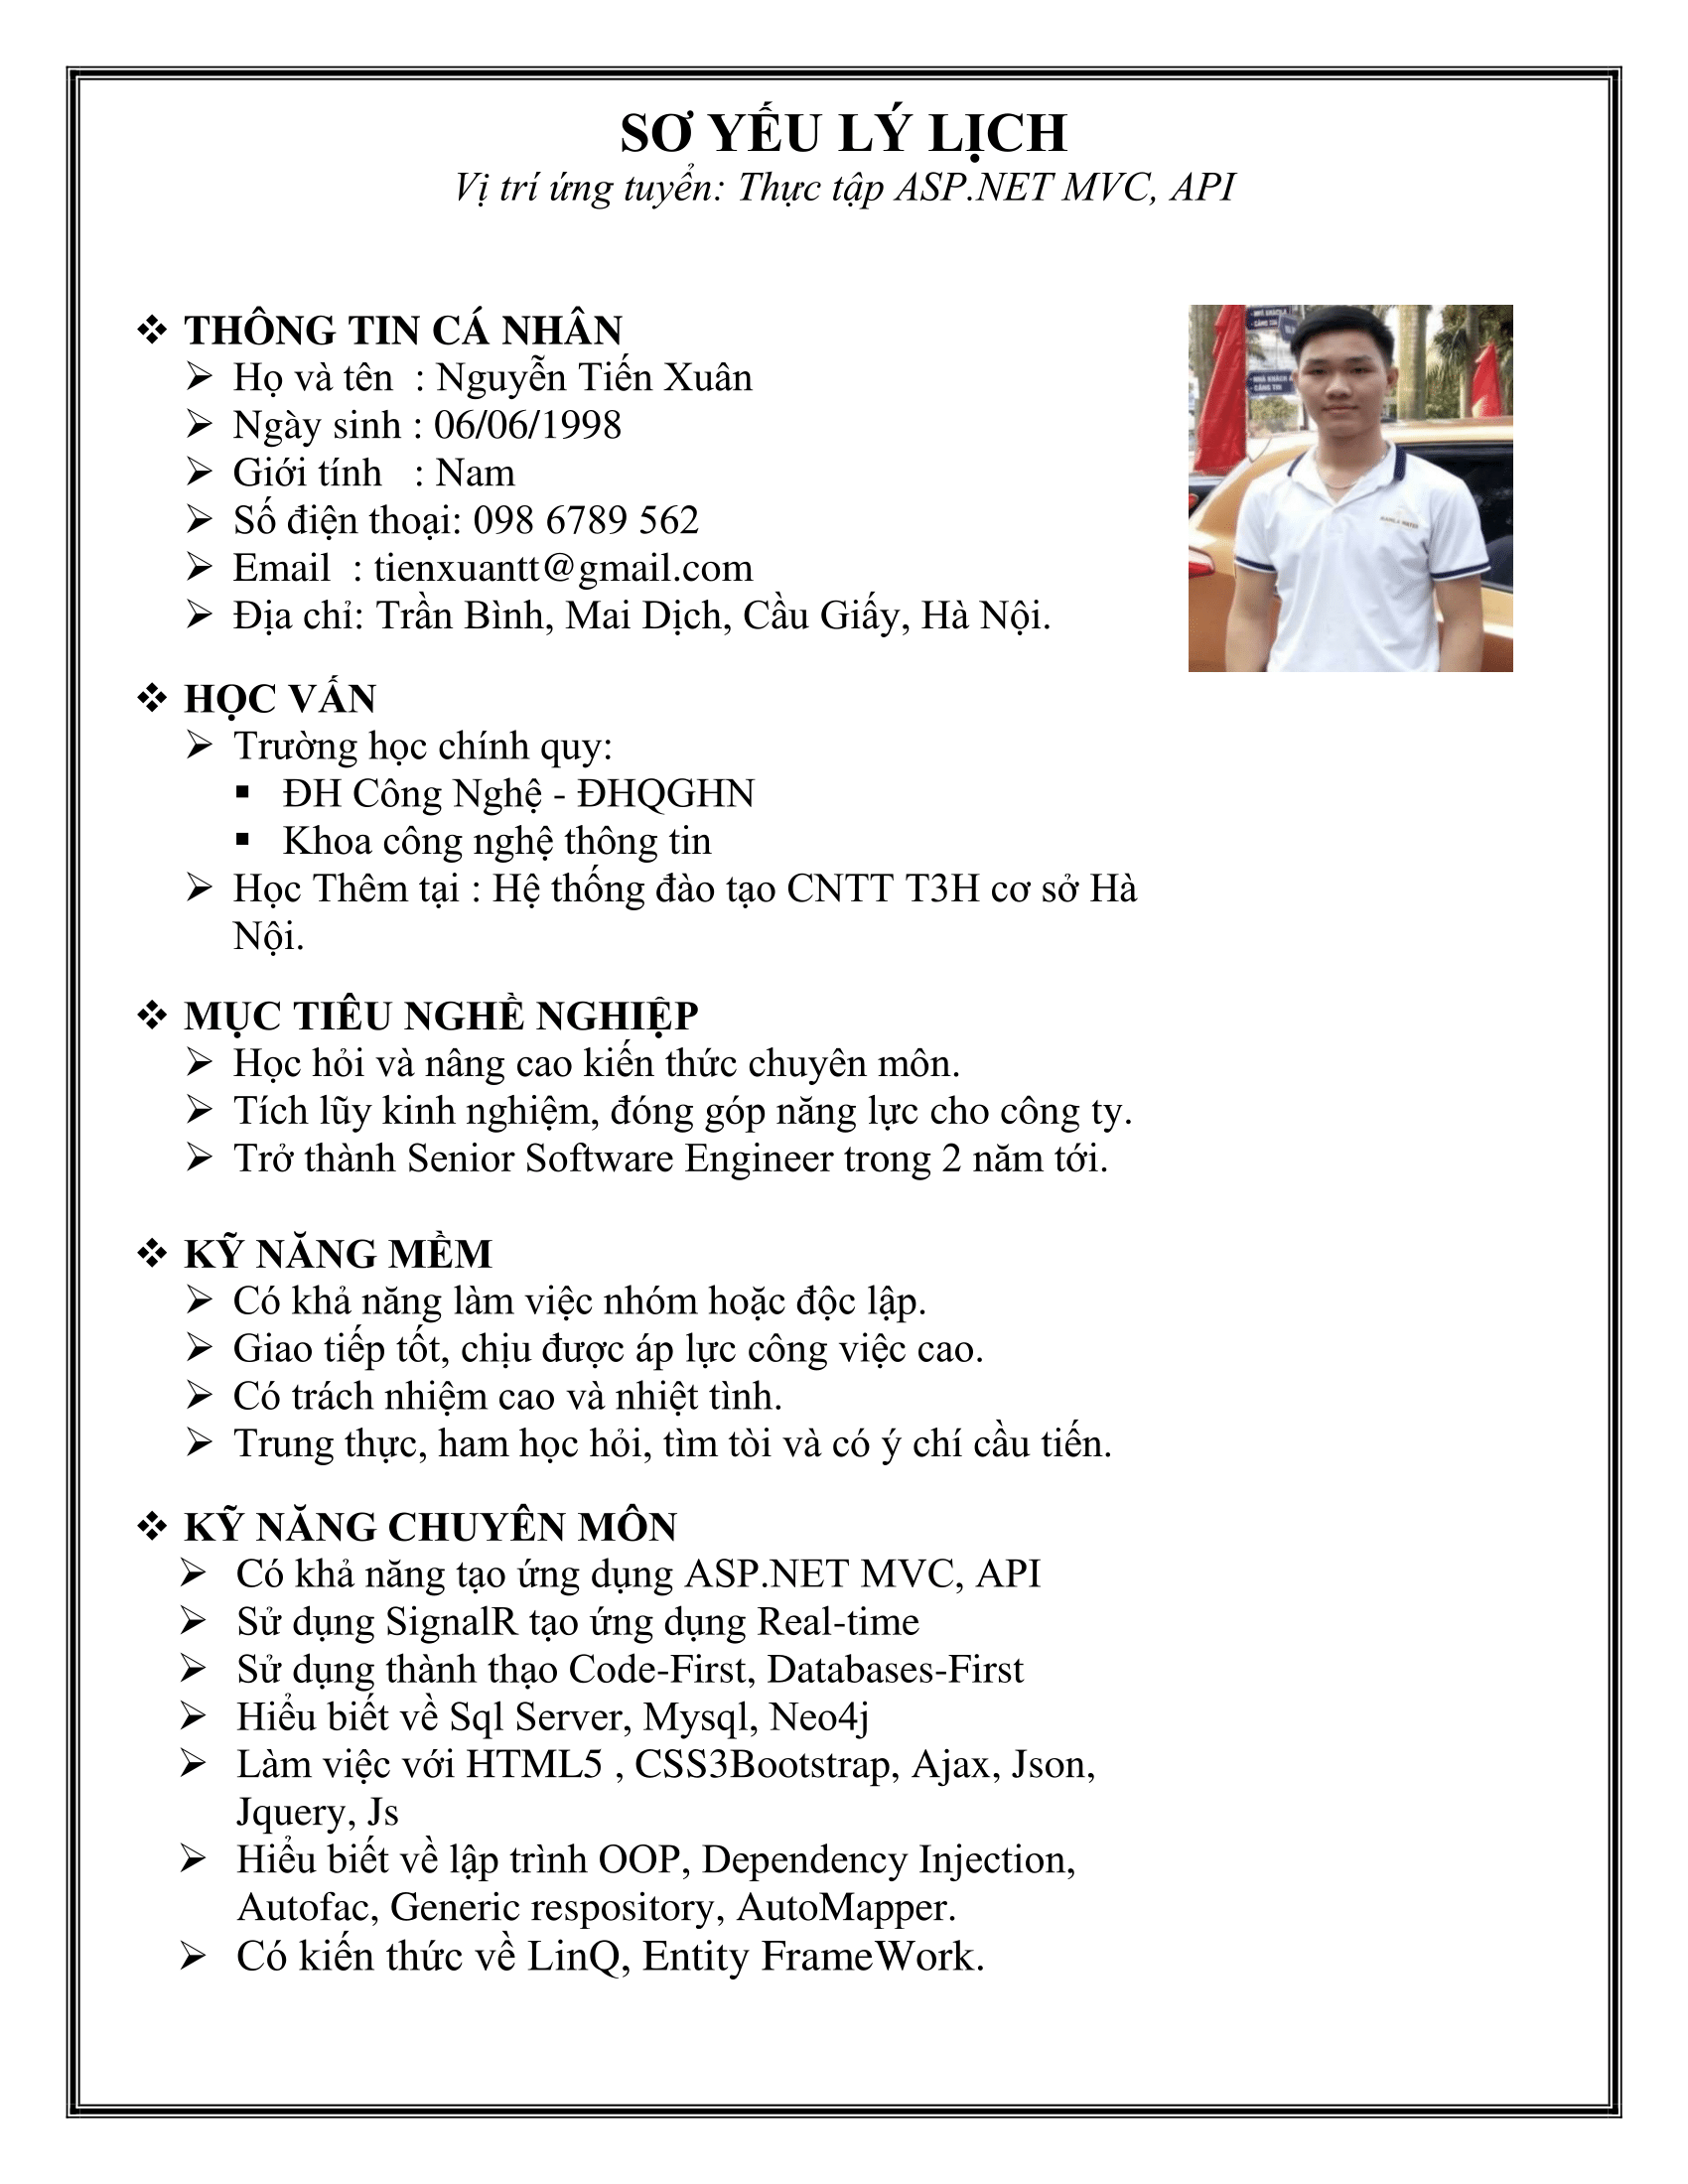 SƠ YẾU LÝ LỊCH
Vị trí ứng tuyển: Thực tập ASP.NET MVC, API
❖ THÔNG TIN CÁ NHÂN
➢ Họ và tên : Nguyễn Tiến Xuân
➢ Ngày sinh : 06/06/1998
➢ Giới tính : Nam
➢ Số điện thoại: 098 6789 562
➢ Email : tienxuantt@gmail.com
➢ Địa chỉ: Trần Bình, Mai Dịch, Cầu Giấy, Hà Nội.
❖ HỌC VẤN
➢ Trường học chính quy:
▪ ĐH Công Nghệ - ĐHQGHN
▪ Khoa công nghệ thông tin
➢ Học Thêm tại : Hệ thống đào tạo CNTT T3H cơ sở Hà
Nội.
❖ MỤC TIÊU NGHỀ NGHIỆP
➢ Học hỏi và nâng cao kiến thức chuyên môn.
➢ Tích lũy kinh nghiệm, đóng góp năng lực cho công ty.
➢ Trở thành Senior Software Engineer trong 2 năm tới.
❖ KỸ NĂNG MỀM
➢ Có khả năng làm việc nhóm hoặc độc lập.
➢ Giao tiếp tốt, chịu được áp lực công việc cao.
➢ Có trách nhiệm cao và nhiệt tình.
➢ Trung thực, ham học hỏi, tìm tòi và có ý chí cầu tiến.
❖ KỸ NĂNG CHUYÊN MÔN
➢ Có khả năng tạo ứng dụng ASP.NET MVC, API
➢ Sử dụng SignalR tạo ứng dụng Real-time
➢ Sử dụng thành thạo Code-First, Databases-First
➢ Hiểu biết về Sql Server, Mysql, Neo4j
➢ Làm việc với HTML5 , CSS3Bootstrap, Ajax, Json,
Jquery, Js
➢ Hiểu biết về lập trình OOP, Dependency Injection,
Autofac, Generic respository, AutoMapper.
➢ Có kiến thức về LinQ, Entity FrameWork.